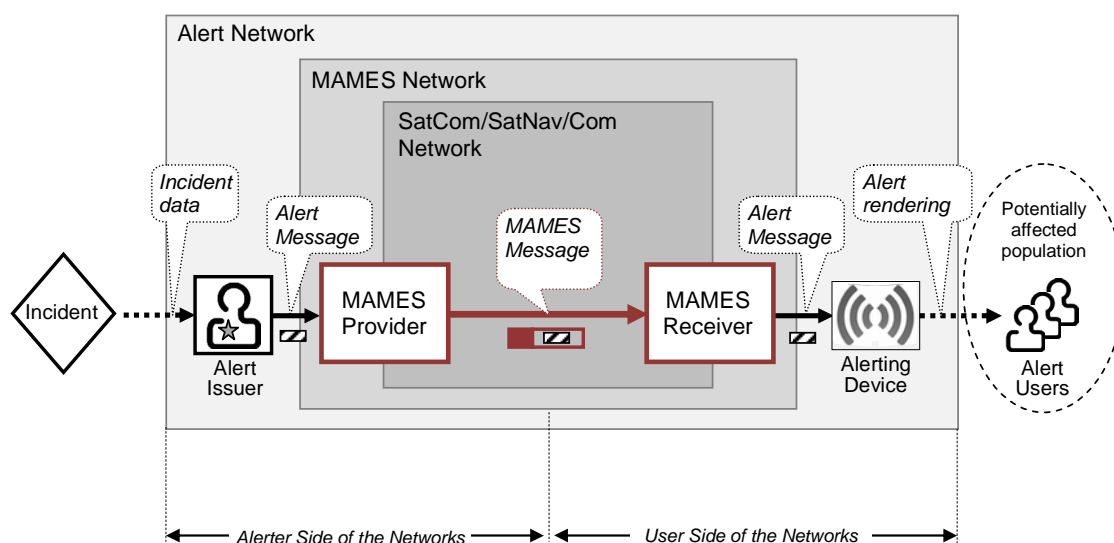 Alert Network
MAMES Network
SatCom/SatNav/Com
Network
Incident
data
Alert
Message
MAMES
Message
Alert
Message
Alert
rendering
Potentially
affected
population
Incident
MAMES
Provider
MAMES
Receiver
Alert
Issuer
Alerting
Device
Alert
Users
Alerter Side of the Networks
User Side of the Networks